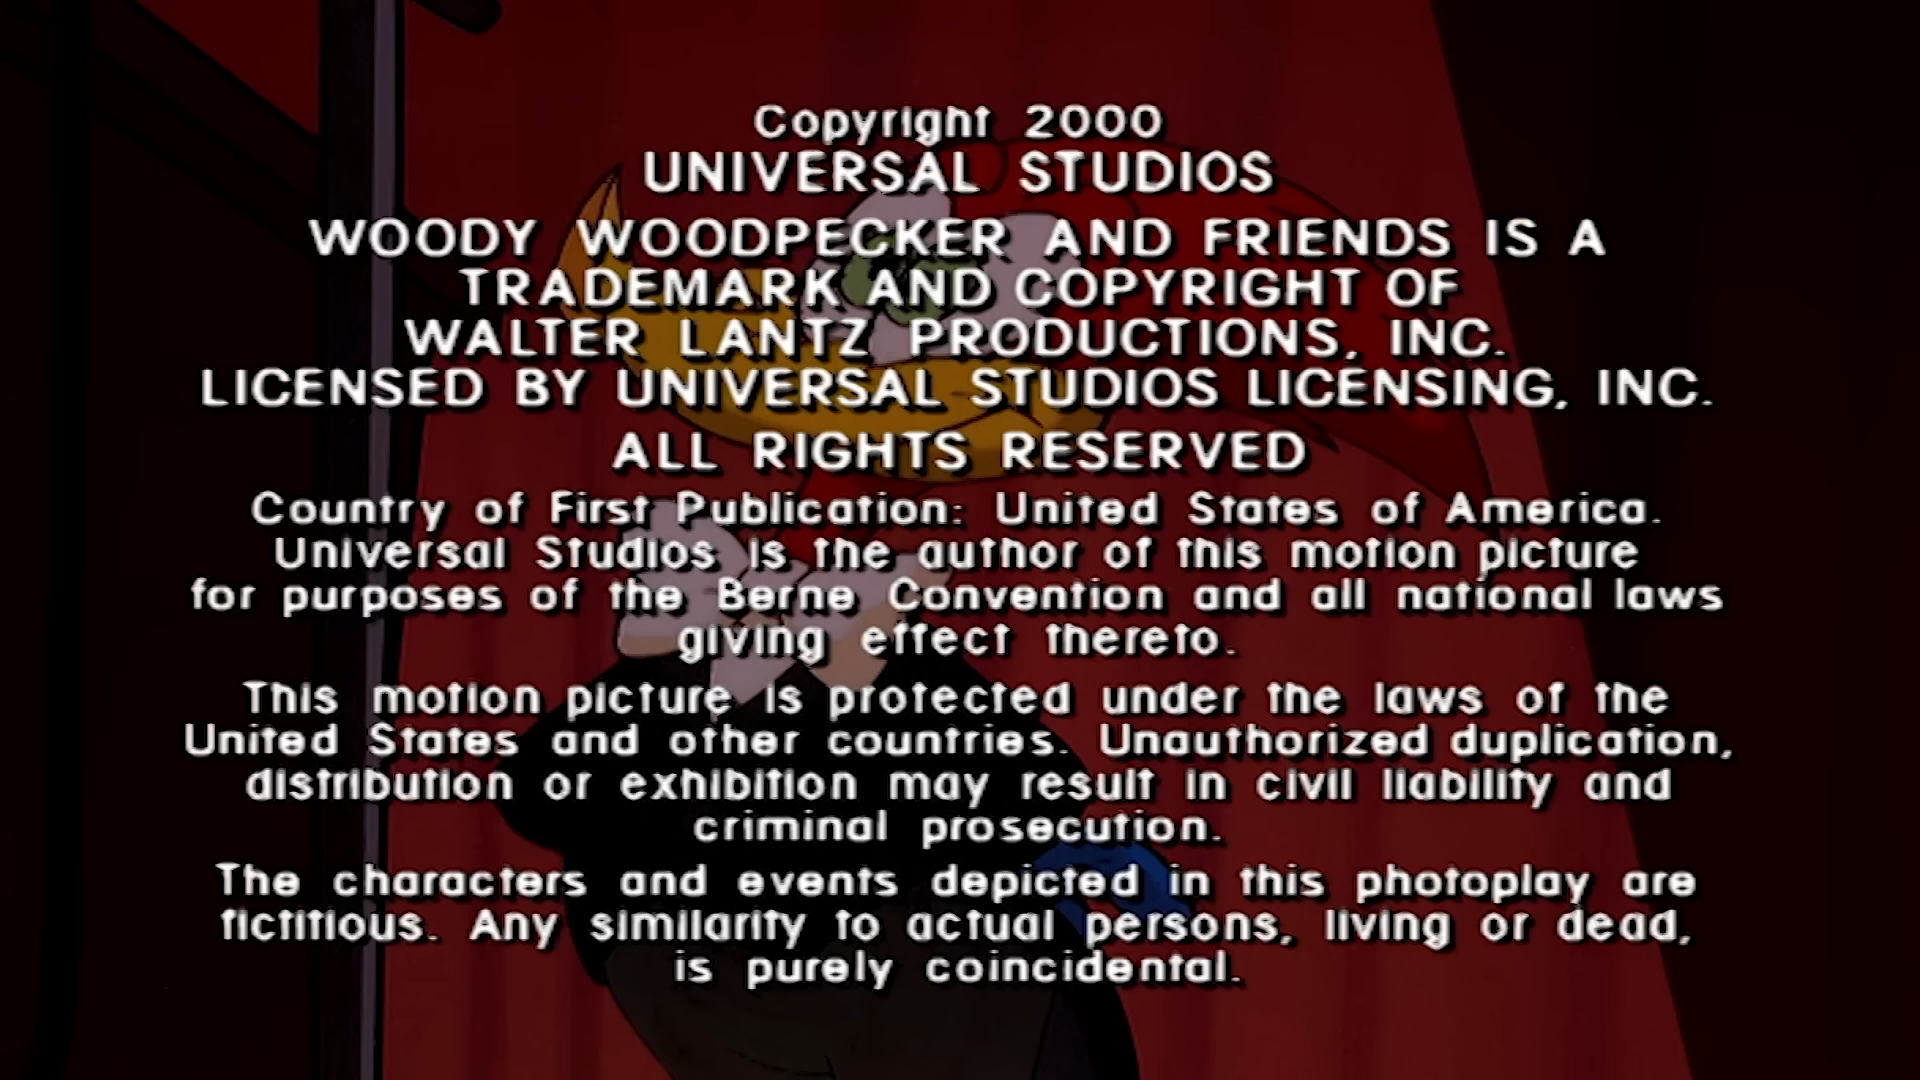 Copyright 2000
UNIVERSAL STUDIOS
WOODY WOODPECKER AND FRIENDS IS A
TRADEMARK AND COPYRIGHT OF
WALTER LANTZ PRODUCTIONS, INC.
LICENSED BY UNIVERSAL STUDIOS LICENSING, INC.
ALL RIGHTS RESERVED
Country of First Publication: United States of America.
Universal Studios is the author of this motion picture
for purposes of the Berne Convention and all national laws
giving effect thereto.
This motion picture is protected under the laws of the
United States and other countries. Unauthorized duplication,
distribution or exhibition may result in civil liability and
criminal prosecution.
The characters and events depicted in this photoplay are
fictitious. Any similarity to actual persons, living or dead,
is purely coincidental.